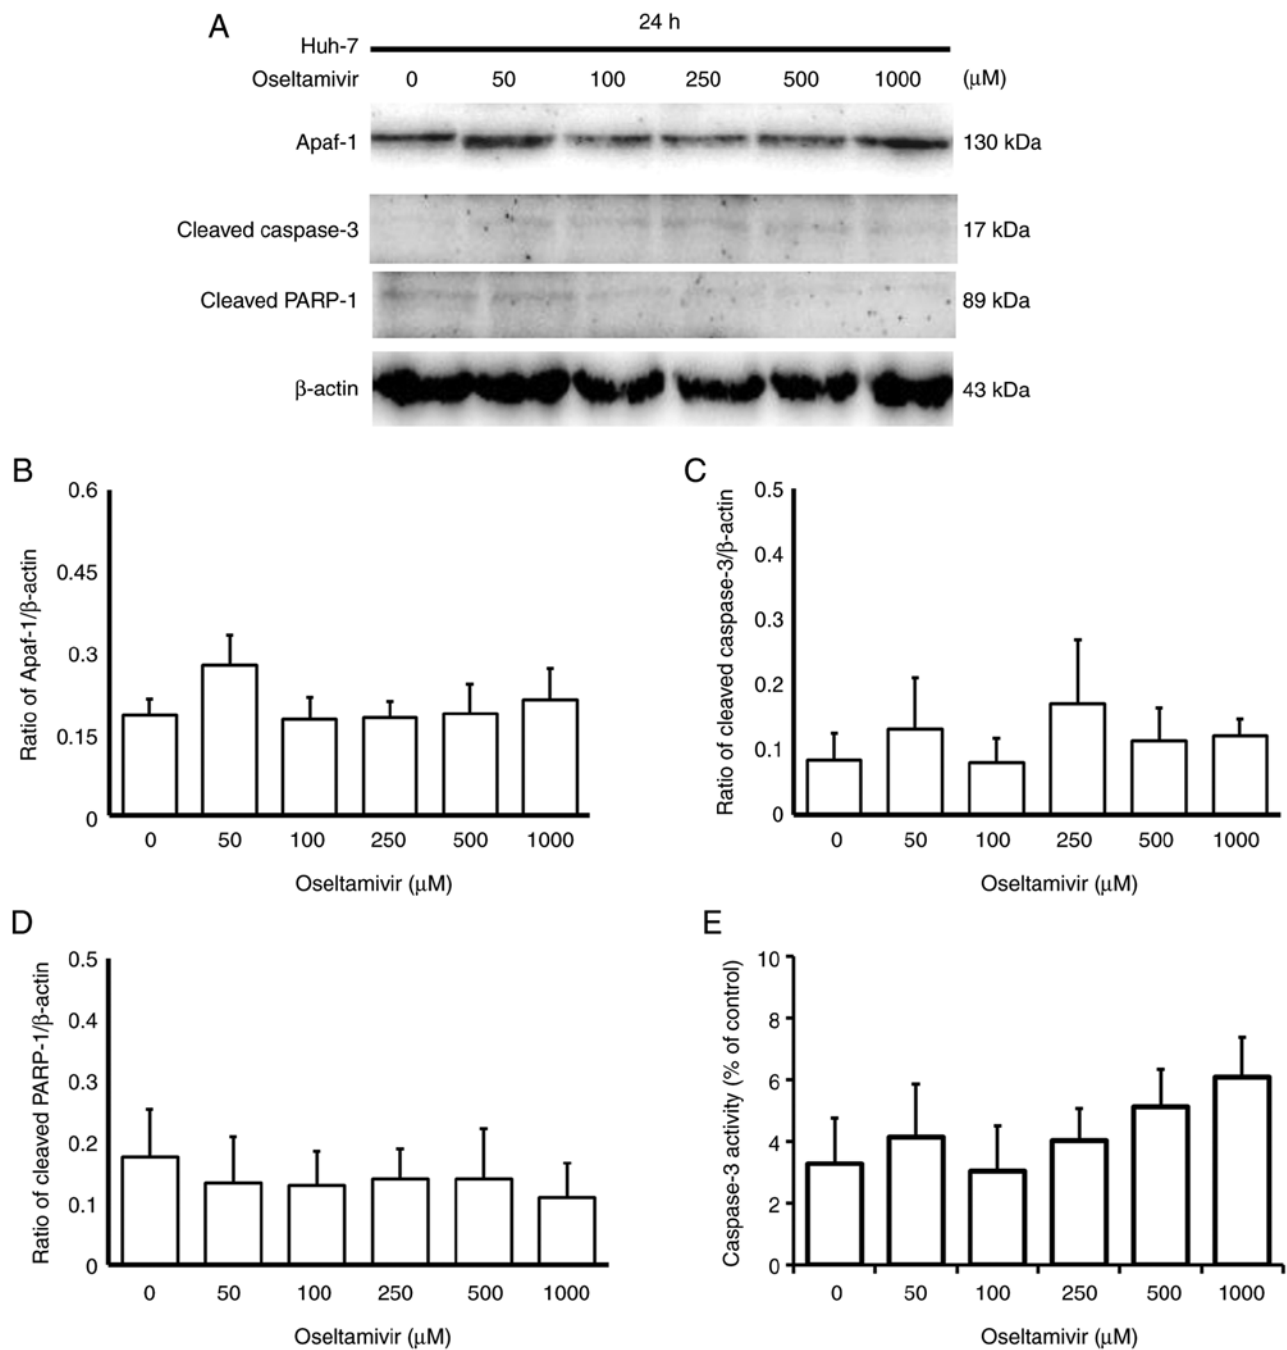 A
24 h
Huh-7
Oseltamivir 0 50 100 250 500 1000 (μM)
Apaf-1 130 kDa
Cleaved caspase-3 17 kDa
Cleaved PARP-1 89 kDa
β-actin 43 kDa
B
Ratio of Apaf-1/β-actin
0.6
0.45
0.3
0.15
0
0 50 100 250 500 1000
Oseltamivir (μM)
C
Ratio of cleaved caspase-3/β-actin
0.5
0.4
0.3
0.2
0.1
0
0 50 100 250 500 1000
Oseltamivir (μM)
D
Ratio of cleaved PARP-1/β-actin
0.5
0.4
0.3
0.2
0.1
0
0 50 100 250 500 1000
Oseltamivir (μM)
E
Caspase-3 activity (% of control)
10
8
6
4
2
0
0 50 100 250 500 1000
Oseltamivir (μM)